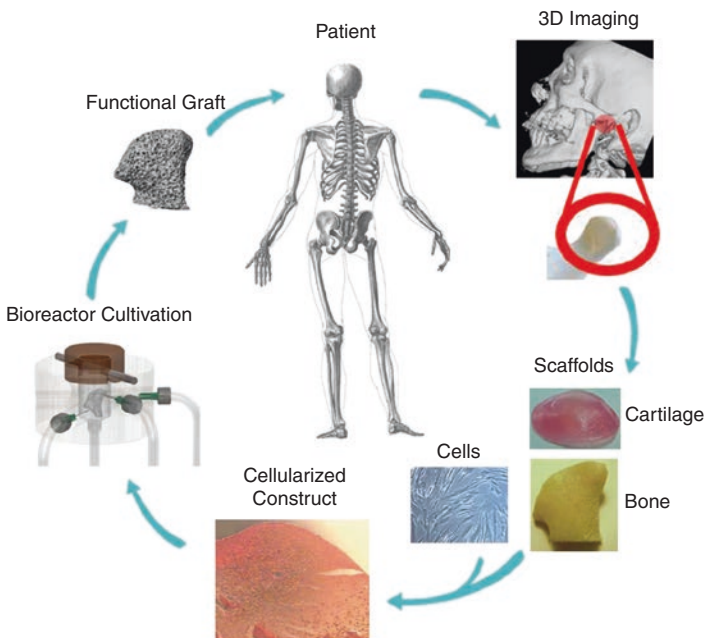 Patient
3D Imaging
Functional Graft
Bioreactor Cultivation
Scaffolds
Cartilage
Cells
Bone
Cellularized
Construct